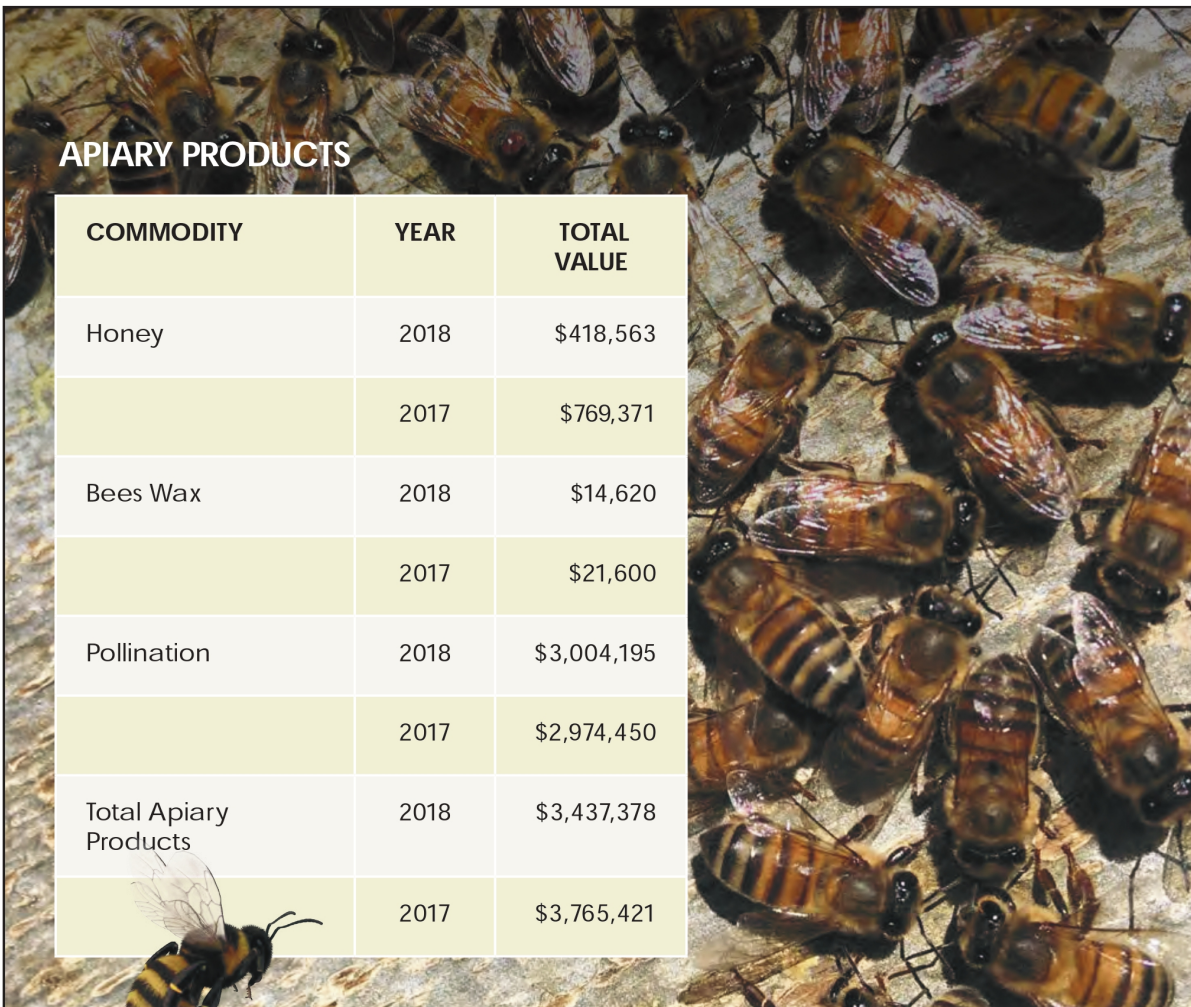 APIARY PRODUCTS
COMMODITY YEAR TOTAL
VALUE
Honey 2018 $418,563
2017 $769,371
Bees Wax 2018 $14,620
2017 $21,600
Pollination 2018 $3,004,195
2017 $2,974,450
Total Apiary 2018 $3,437,378
Products
2017 $3,765,421